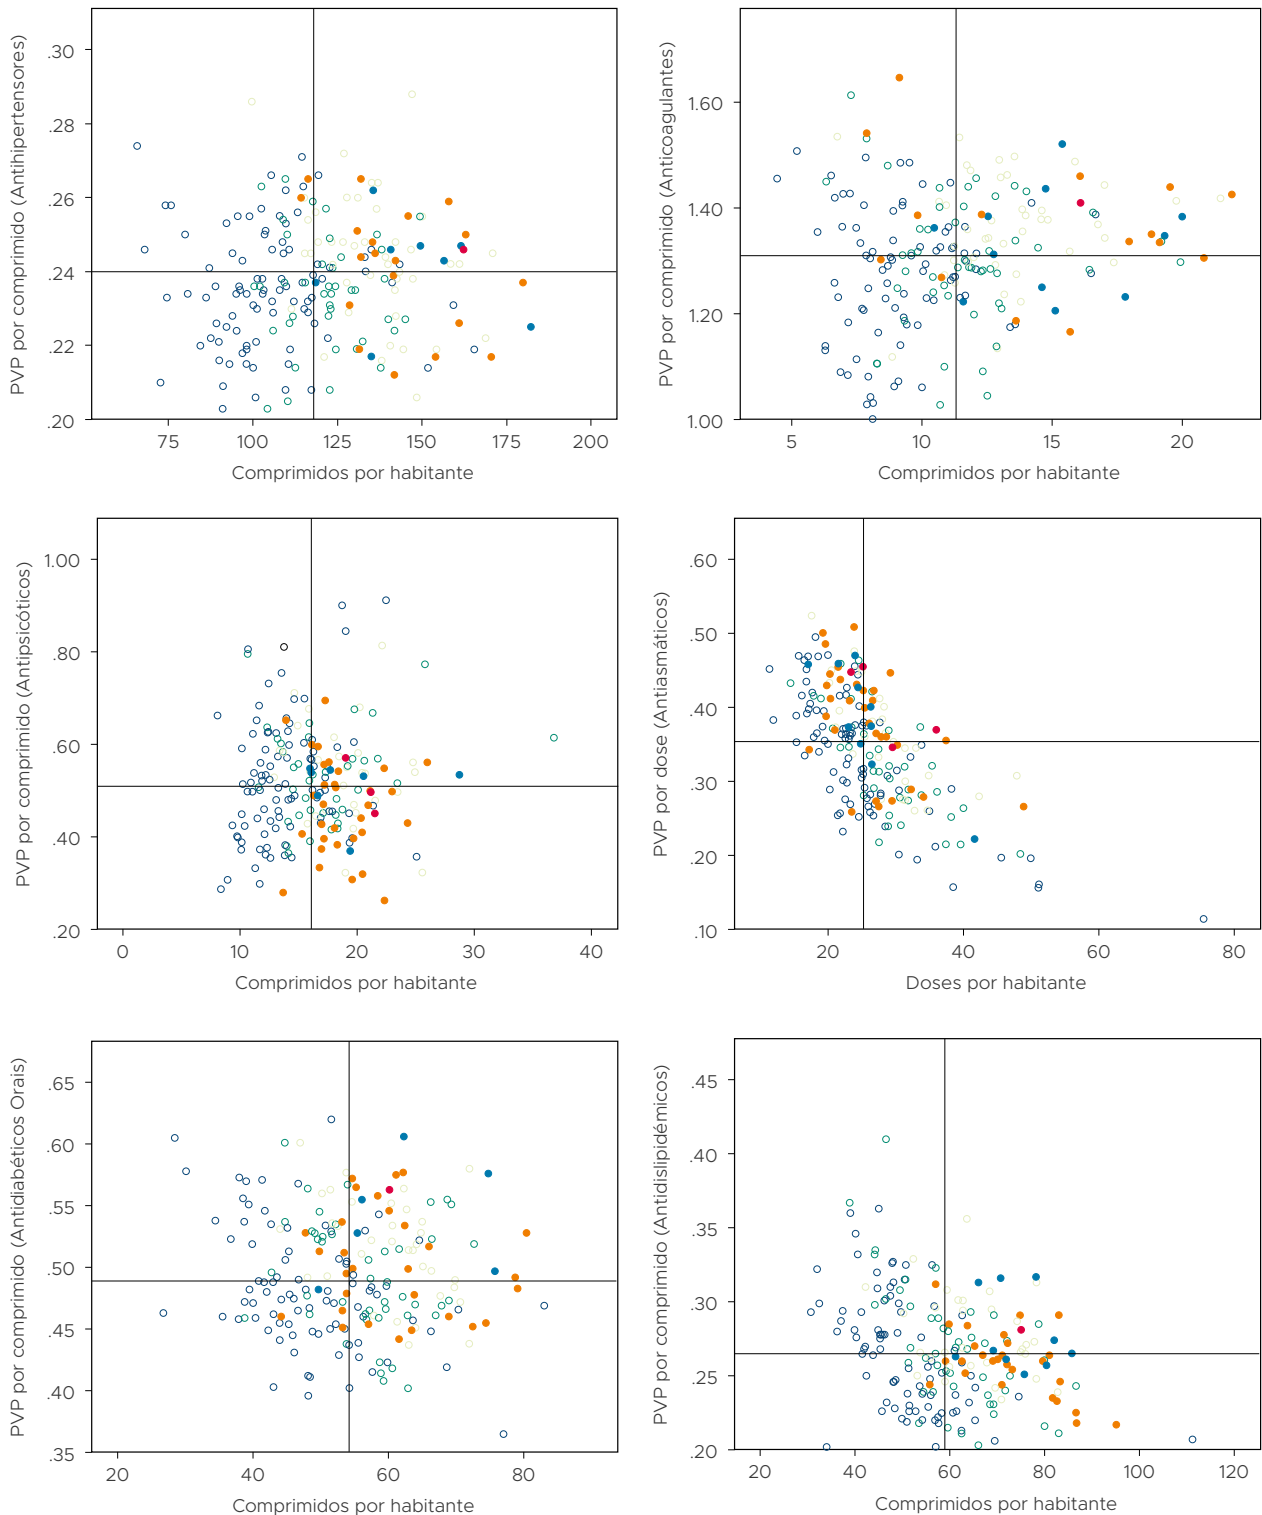 PVP por comprimido (Antihipertensores)
.30
.28
.26
.24
.22
.20
75 100 125 150 175 200
Comprimidos por habitante
PVP por comprimido (Anticoagulantes)
1.60
1.40
1.20
1.00
5 10 15 20
Comprimidos por habitante
PVP por comprimido (Antipsicóticos)
1.00
.80
.60
.40
.20
0 10 20 30 40
Comprimidos por habitante
PVP por dose (Antiasmáticos)
.60
.50
.40
.30
.20
.10
20 40 60 80
Doses por habitante
PVP por comprimido (Antidiabéticos Orais)
.65
.60
.55
.50
.45
.40
.35
20 40 60 80
Comprimidos por habitante
PVP por comprimido (Antidislipidémicos)
.45
.40
.35
.30
.25
.20
20 40 60 80 100 120
Comprimidos por habitante